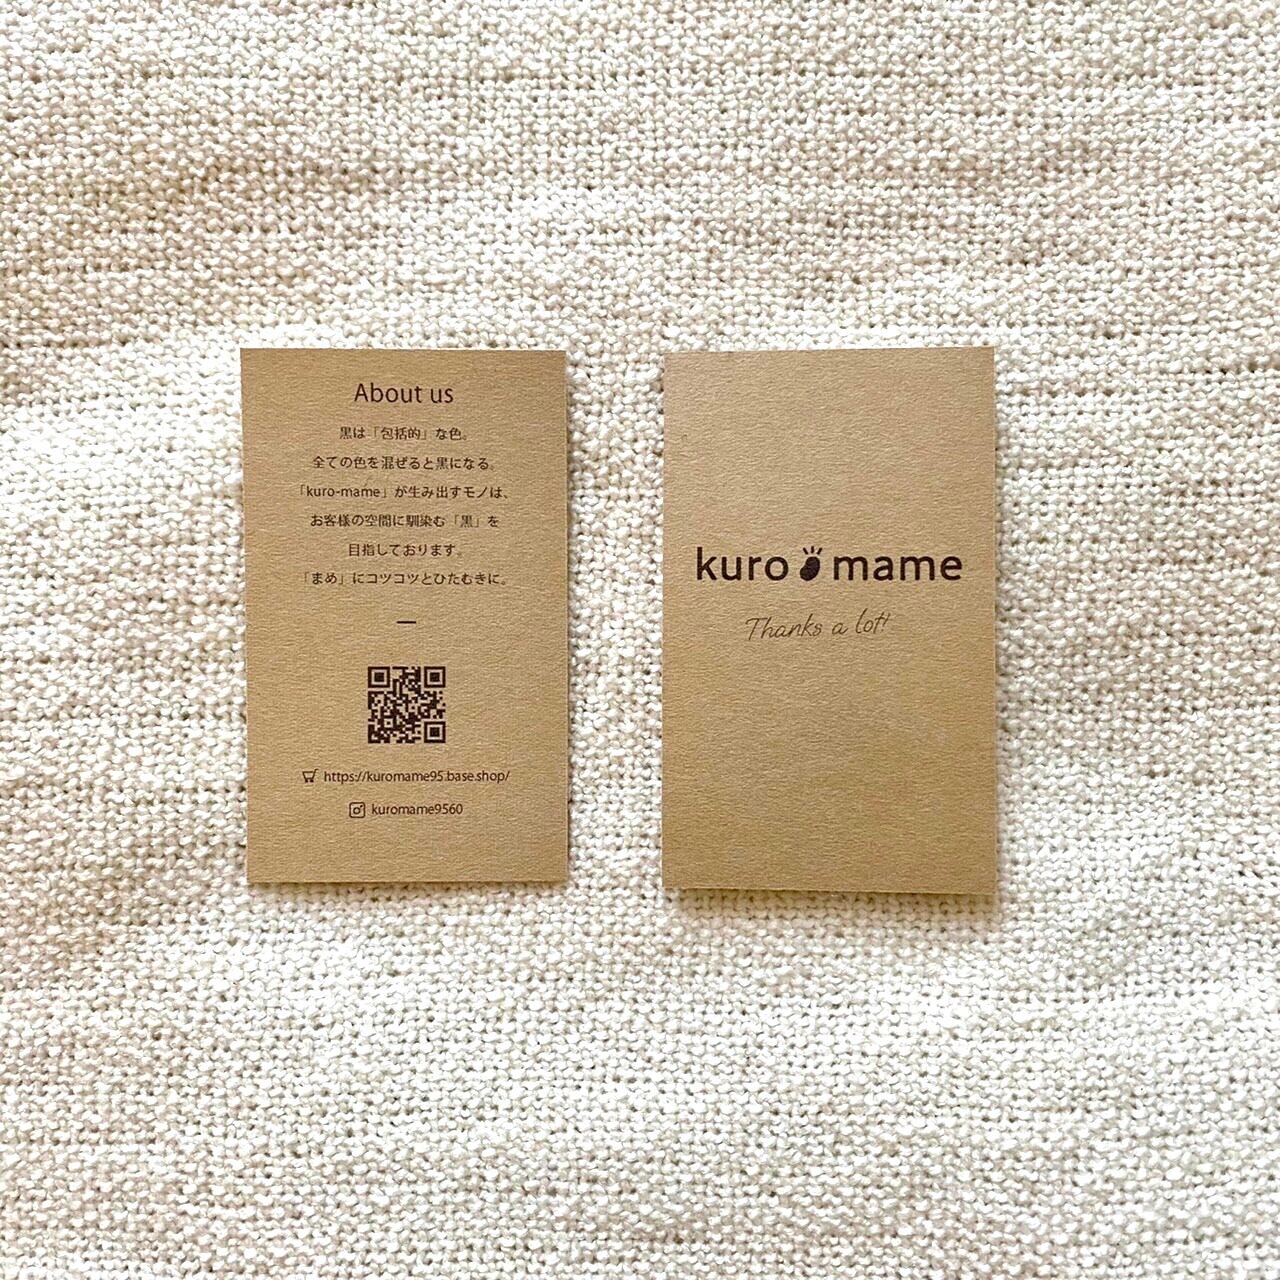 About us
黒は「包括的」な色。
全ての色を混ぜると黒になる。
「kuro-mame」が生み出すモノは、
お客様の空間に馴染む「黒」を
目指しております。
「まめ」にコツコツとひたむきに。
https://kuromame95.base.shop/
kuromame9560
kuro mame
Thanks a lot!